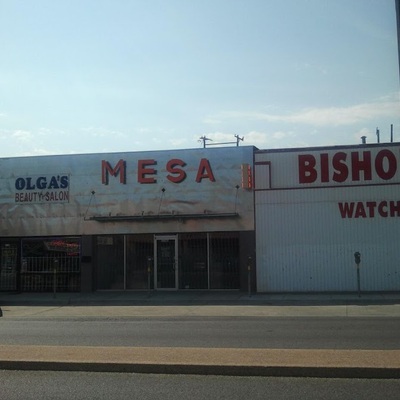 OLGA'S
BEAUTY SALON
MESA
BISHO
WATCH